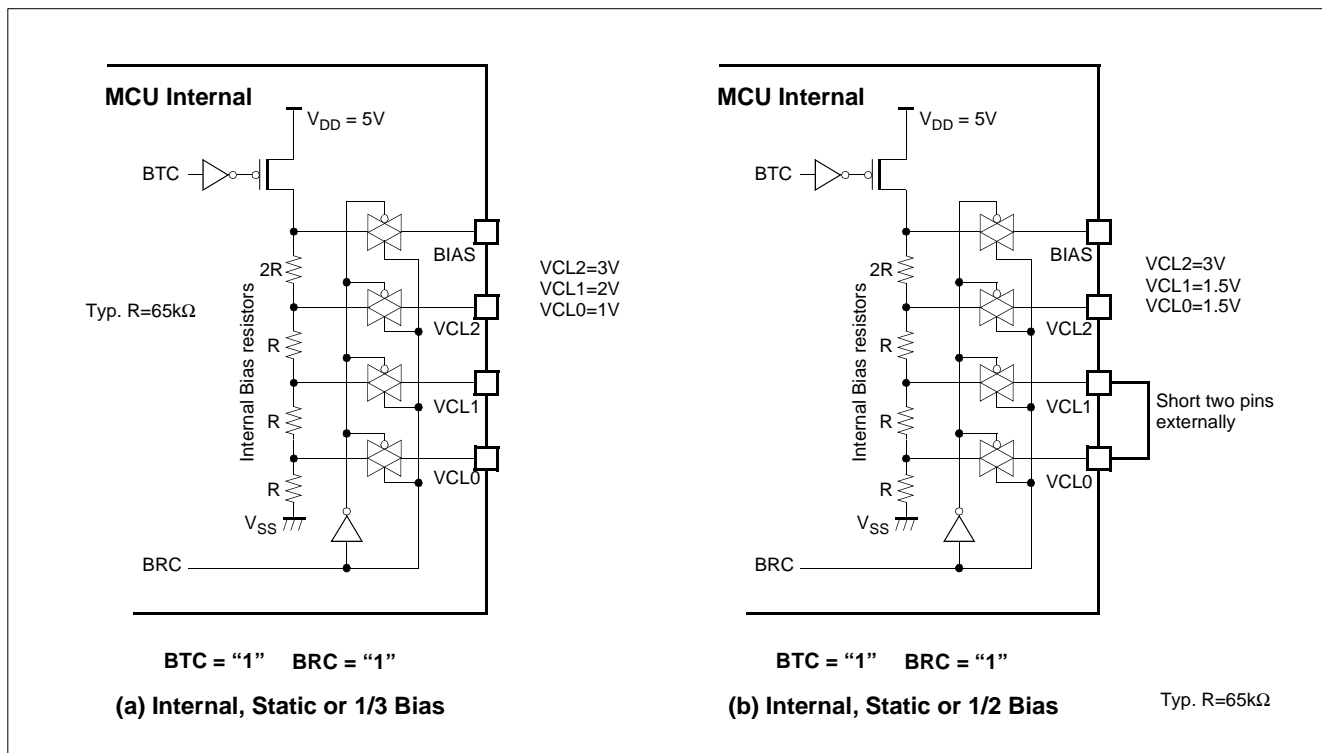 MCU Internal
VDD = 5V
BTC
BIAS
2R
VCL2=3V
VCL1=2V
VCL0=1V
Typ. R=65kΩ
Internal Bias resistors
VCL2
R
VCL1
R
VCL0
R
VSS
BRC
BTC = “1” BRC = “1”
(a) Internal, Static or 1/3 Bias
MCU Internal
VDD = 5V
BTC
BIAS
2R
VCL2=3V
VCL1=1.5V
VCL0=1.5V
Internal Bias resistors
VCL2
R
VCL1
Short two pins
externally
R
VCL0
R
VSS
BRC
BTC = “1” BRC = “1”
(b) Internal, Static or 1/2 Bias
Typ. R=65kΩ